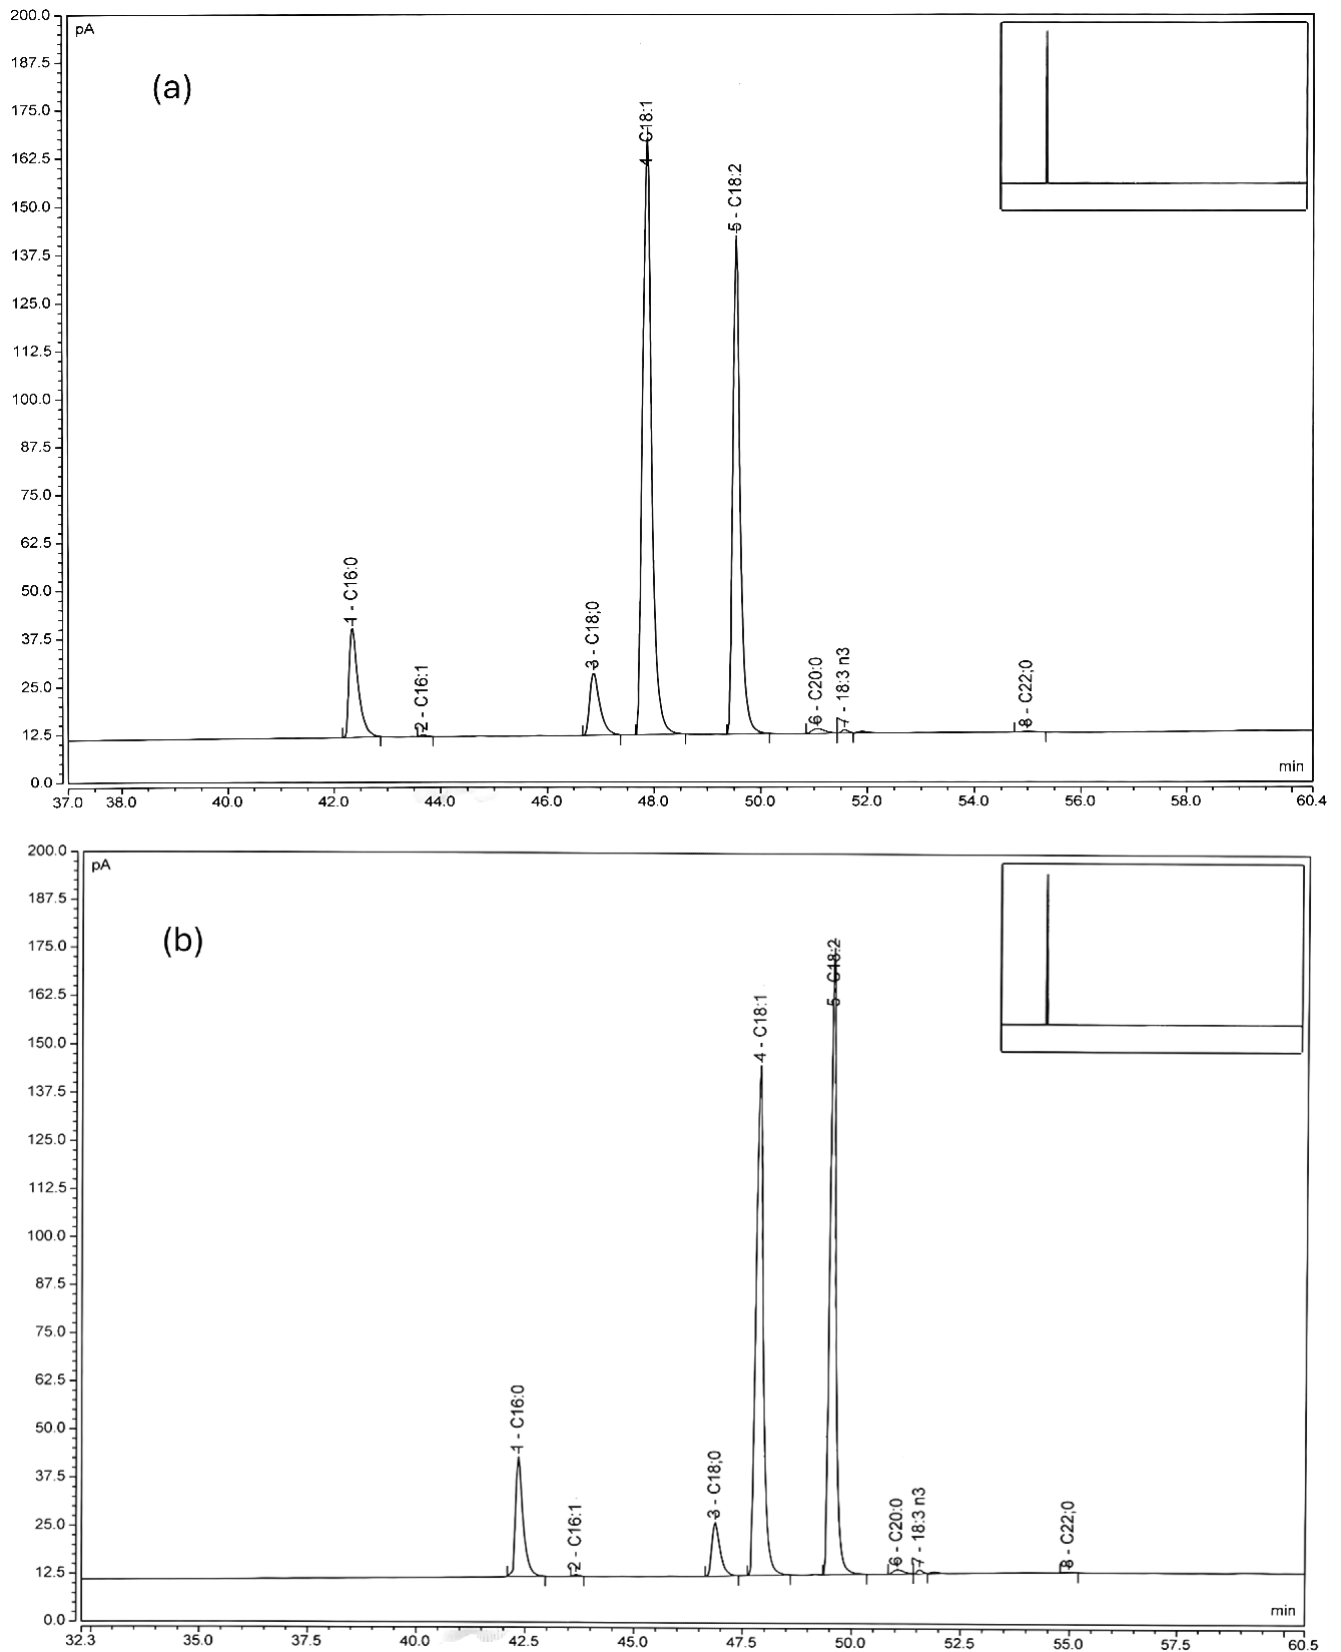 200.0
pA
187.5
(a)
175.0
162.5
150.0
137.5
125.0
112.5
100.0
87.5
75.0
62.5
50.0
37.5
25.0
12.5
0.0
1 - C16:0
2 - C16:1
3 - C18;0
4 - C18:1
5 - C18:2
6 - C20:0
7 - 18:3 n3
8 - C22;0
min
37.0 38.0 40.0 42.0 44.0 46.0 48.0 50.0 52.0 54.0 56.0 58.0 60.4
200.0
pA
187.5
(b)
175.0
162.5
150.0
137.5
125.0
112.5
100.0
87.5
75.0
62.5
50.0
37.5
25.0
12.5
0.0
1 - C16:0
2 - C16:1
3 - C18;0
4 - C18:1
5 - C18:2
6 - C20:0
7 - 18:3 n3
8 - C22;0
min
32.3 35.0 37.5 40.0 42.5 45.0 47.5 50.0 52.5 55.0 57.5 60.5